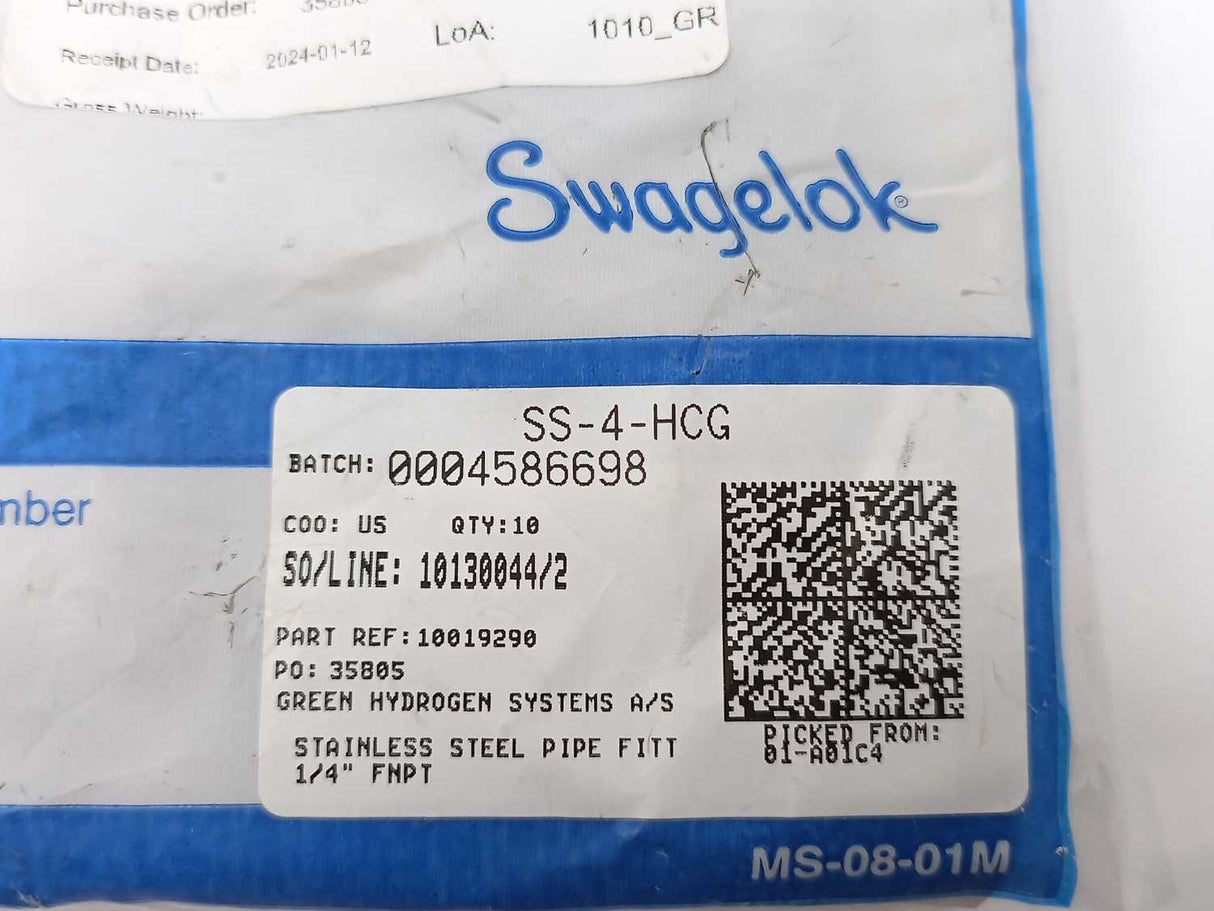 Purchase Order:
Receipt Date: 2024-01-12
LoA: 1010_GR
Gross Weight:
Swagelok
SS-4-HCG
BATCH: 0004586698
mber
COO: US QTY:10
SO/LINE: 10130044/2
PART REF:10019290
PO: 35805
GREEN HYDROGEN SYSTEMS A/S
PICKED FROM:
01-A01C4
STAINLESS STEEL PIPE FITT
1/4" FNPT
MS-08-01M